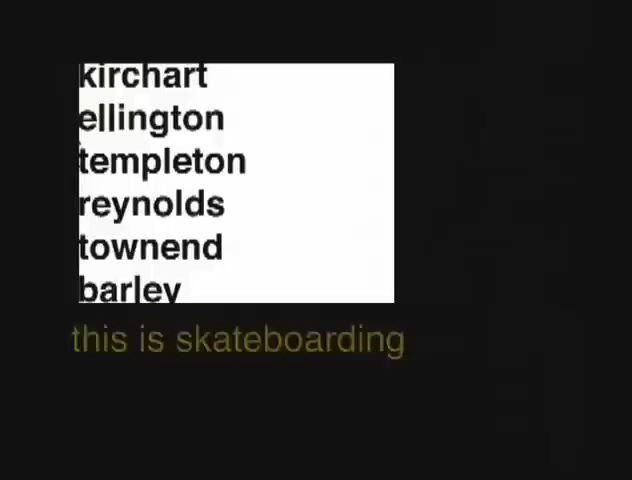 kirchart
ellington
templeton
reynolds
townend
barley
this is skateboarding